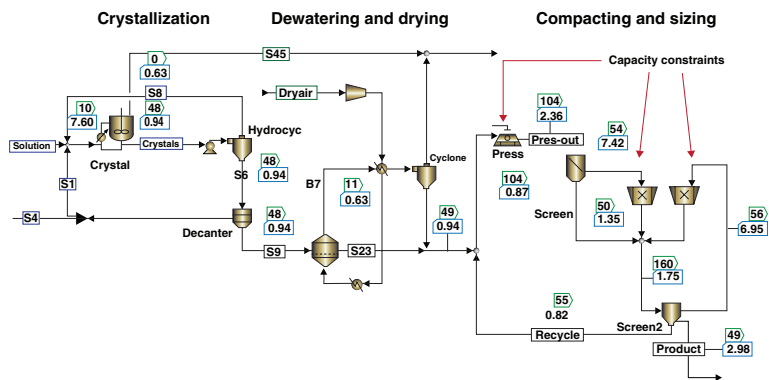 Crystallization
Dewatering and drying
Compacting and sizing
S45
0
0.63
S8
10
7.60
48
0.94
Solution
Crystal
Crystals
Hydrocyc
S6
48
0.94
S1
S4
Decanter
48
0.94
S9
Dryair
B7
11
0.63
Cyclone
S23
49
0.94
Capacity constraints
104
2.36
Press
Pres-out
54
7.42
104
0.87
Screen
50
1.35
56
6.95
160
1.75
55
0.82
Recycle
Screen2
Product
49
2.98